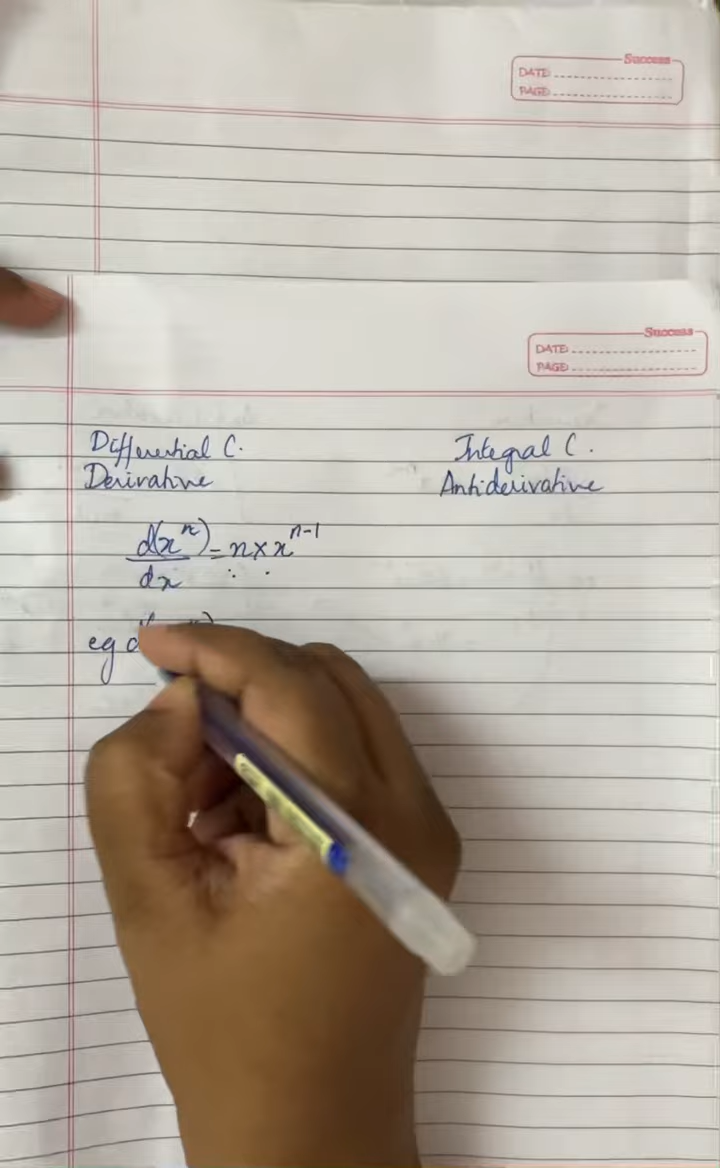 Success
DATE
PAGE
Success
DATE
PAGE
Differential C.
Derivative
Integral C.
Antiderivative
d(x^n)/dx = n × x^(n-1)
eg d(